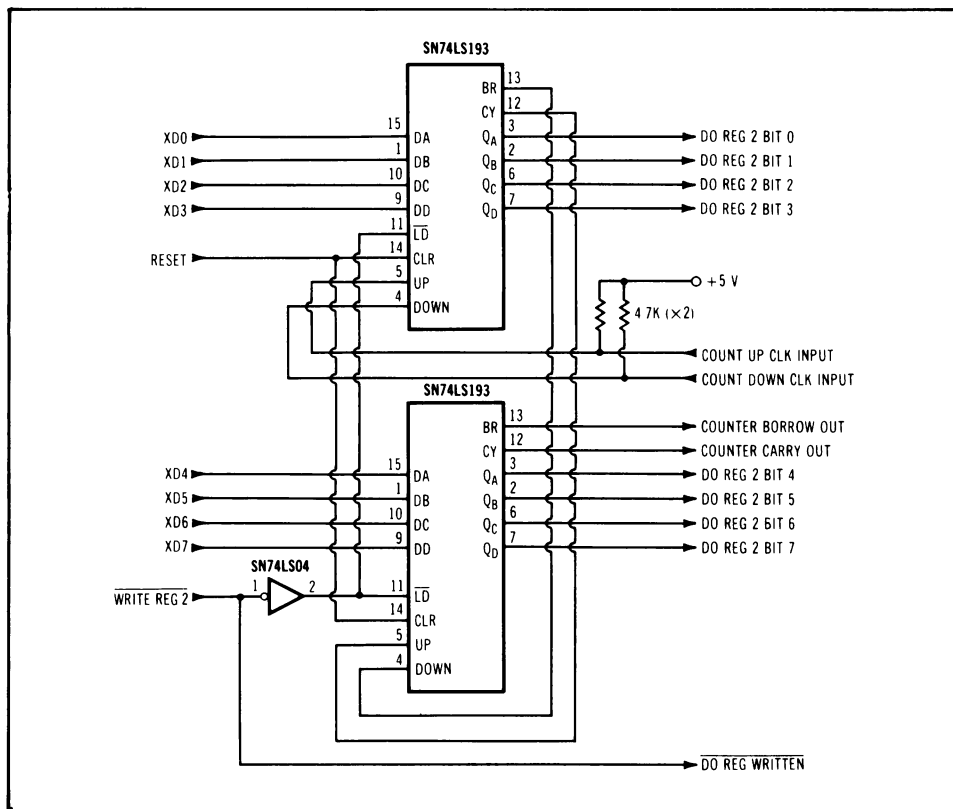 SN74LS193
BR 13
CY 12
XD0 15 DA QA 3 DO REG 2 BIT 0
XD1 1 DB QB 2 DO REG 2 BIT 1
XD2 10 DC QC 6 DO REG 2 BIT 2
XD3 9 DD QD 7 DO REG 2 BIT 3
11 LD
RESET 14 CLR
5 UP
4 DOWN
+5 V
4 7K (×2)
COUNT UP CLK INPUT
COUNT DOWN CLK INPUT
SN74LS193
BR 13 COUNTER BORROW OUT
CY 12 COUNTER CARRY OUT
XD4 15 DA QA 3 DO REG 2 BIT 4
XD5 1 DB QB 2 DO REG 2 BIT 5
XD6 10 DC QC 6 DO REG 2 BIT 6
XD7 9 DD QD 7 DO REG 2 BIT 7
SN74LS04
WRITE REG 2 1 2 11 LD
14 CLR
5 UP
4 DOWN
DO REG WRITTEN